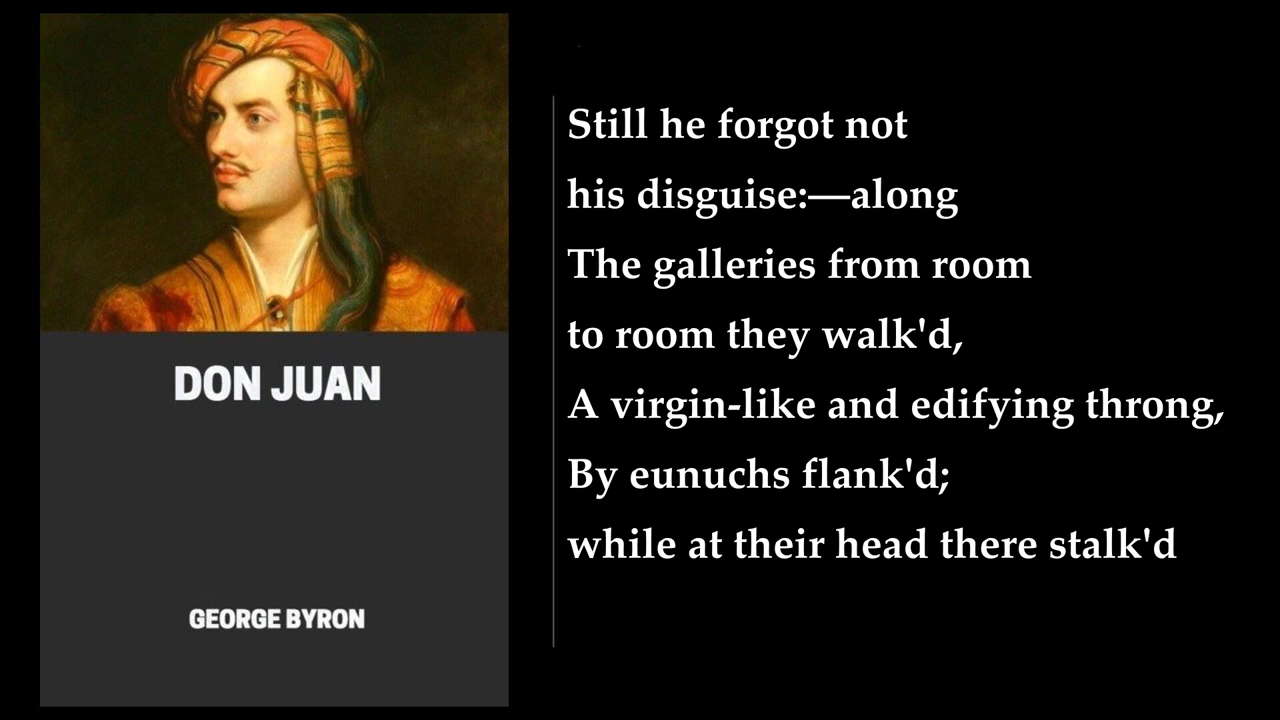 DON JUAN
GEORGE BYRON
Still he forgot not
his disguise:—along
The galleries from room
to room they walk'd,
A virgin-like and edifying throng,
By eunuchs flank'd;
while at their head there stalk'd